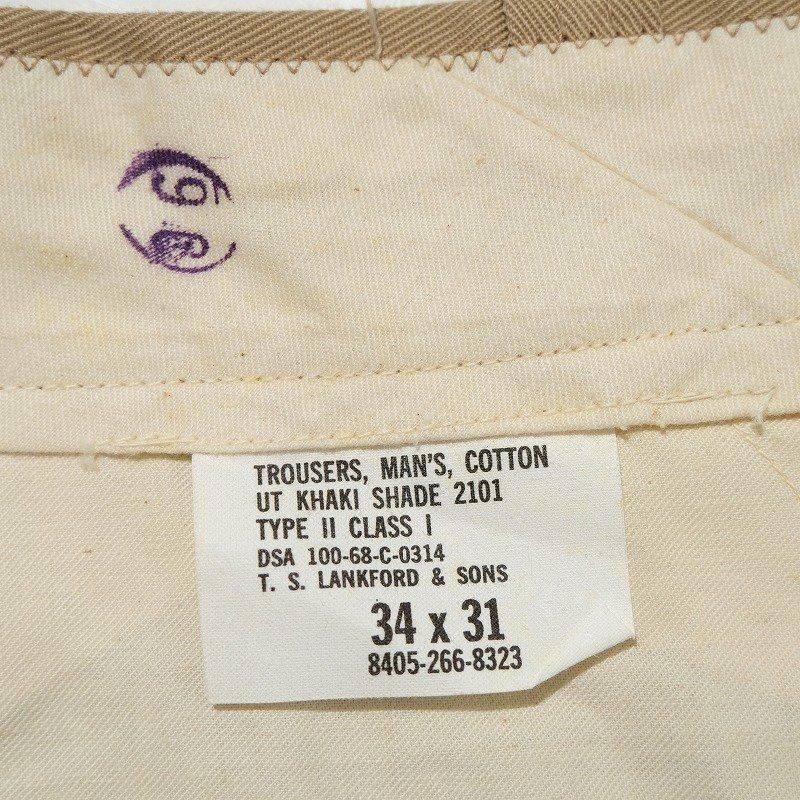 TROUSERS, MAN'S, COTTON
UT KHAKI SHADE 2101
TYPE II CLASS I
DSA 100-68-C-0314
T. S. LANKFORD & SONS
34 x 31
8405-266-8323